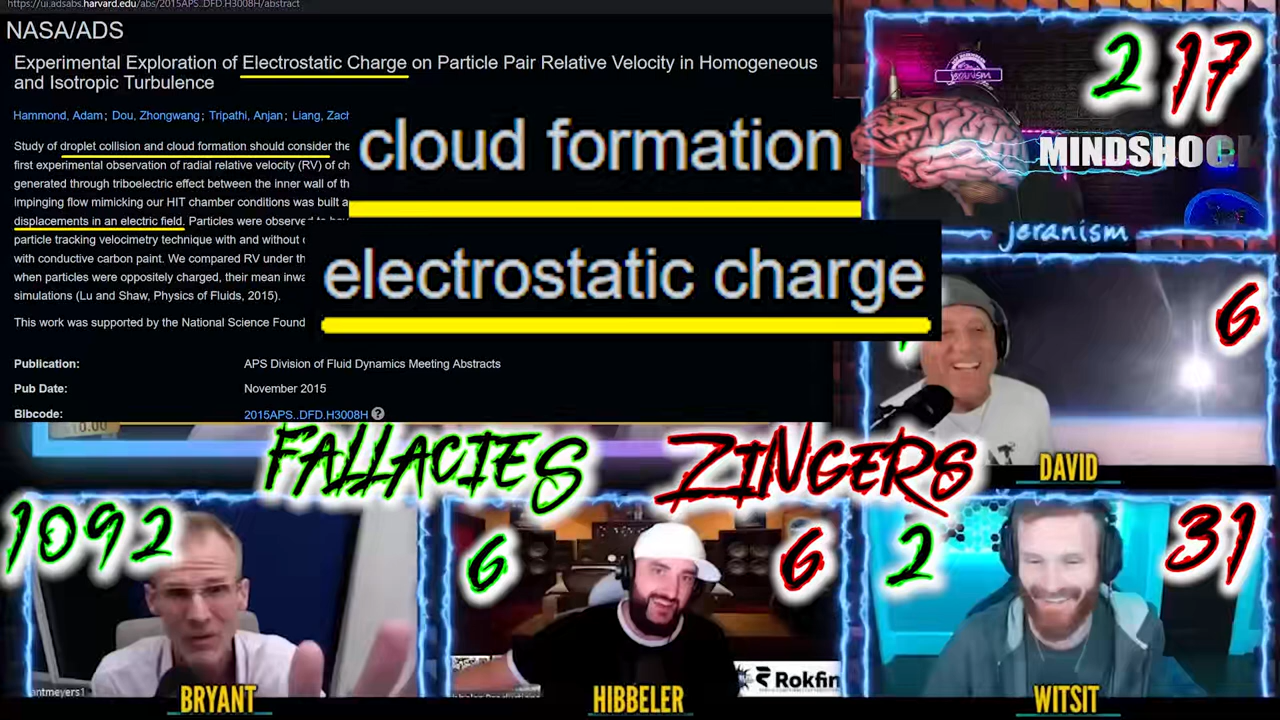 https://ui.adsabs.harvard.edu/abs/2015APS..DFD.H3008H/abstract
NASA/ADS
Experimental Exploration of Electrostatic Charge on Particle Pair Relative Velocity in Homogeneous
and Isotropic Turbulence
Hammond, Adam; Dou, Zhongwang; Tripathi, Anjan; Liang, Zach
Study of droplet collision and cloud formation should consider the
first experimental observation of radial relative velocity (RV) of ch
generated through triboelectric effect between the inner wall of th
impinging flow mimicking our HIT chamber conditions was built a
displacements in an electric field. Particles were observed to
particle tracking velocimetry technique with and without
with conductive carbon paint. We compared RV under th
when particles were oppositely charged, their mean inwa
simulations (Lu and Shaw, Physics of Fluids, 2015).
This work was supported by the National Science Found
Publication: APS Division of Fluid Dynamics Meeting Abstracts
Pub Date: November 2015
Bibcode: 2015APS..DFD.H3008H ?
cloud formation
electrostatic charge
2 17
jeranism
MINDSHOCK
jeranism
6
DAVID
0.00
FALLACIES ZINGERS
1092
6 6
2 31
antmeyers1
Rokfin
BRYANT
HIBBELER
WITSIT